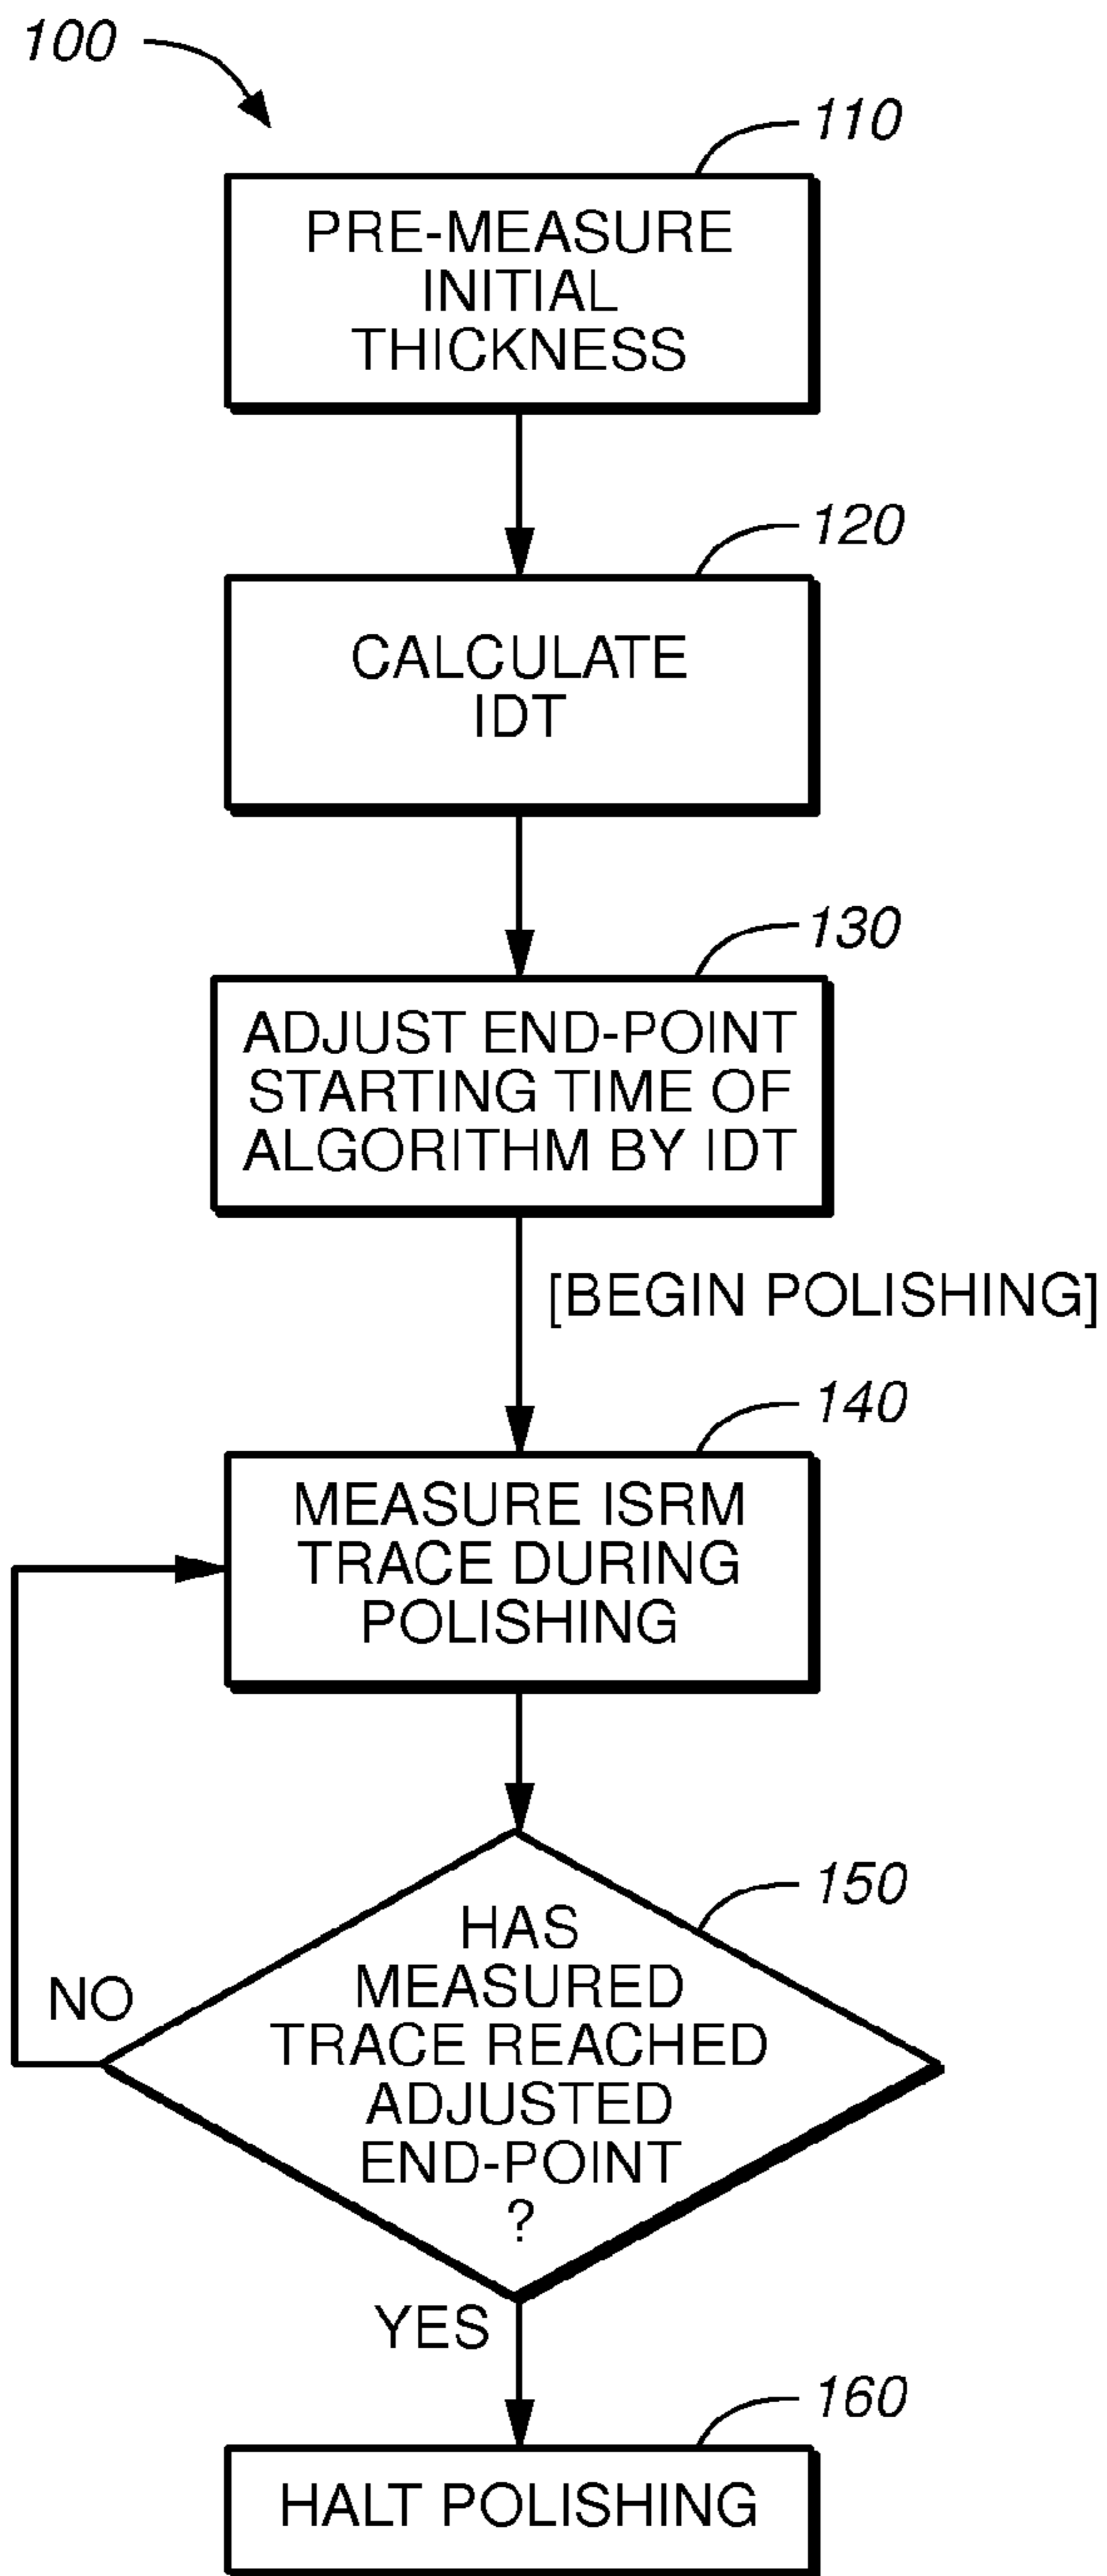 100
110
PRE-MEASURE
INITIAL
THICKNESS
120
CALCULATE
IDT
130
ADJUST END-POINT
STARTING TIME OF
ALGORITHM BY IDT
[BEGIN POLISHING]
140
MEASURE ISRM
TRACE DURING
POLISHING
150
HAS
MEASURED
TRACE REACHED
ADJUSTED
END-POINT
?
NO
YES
160
HALT POLISHING